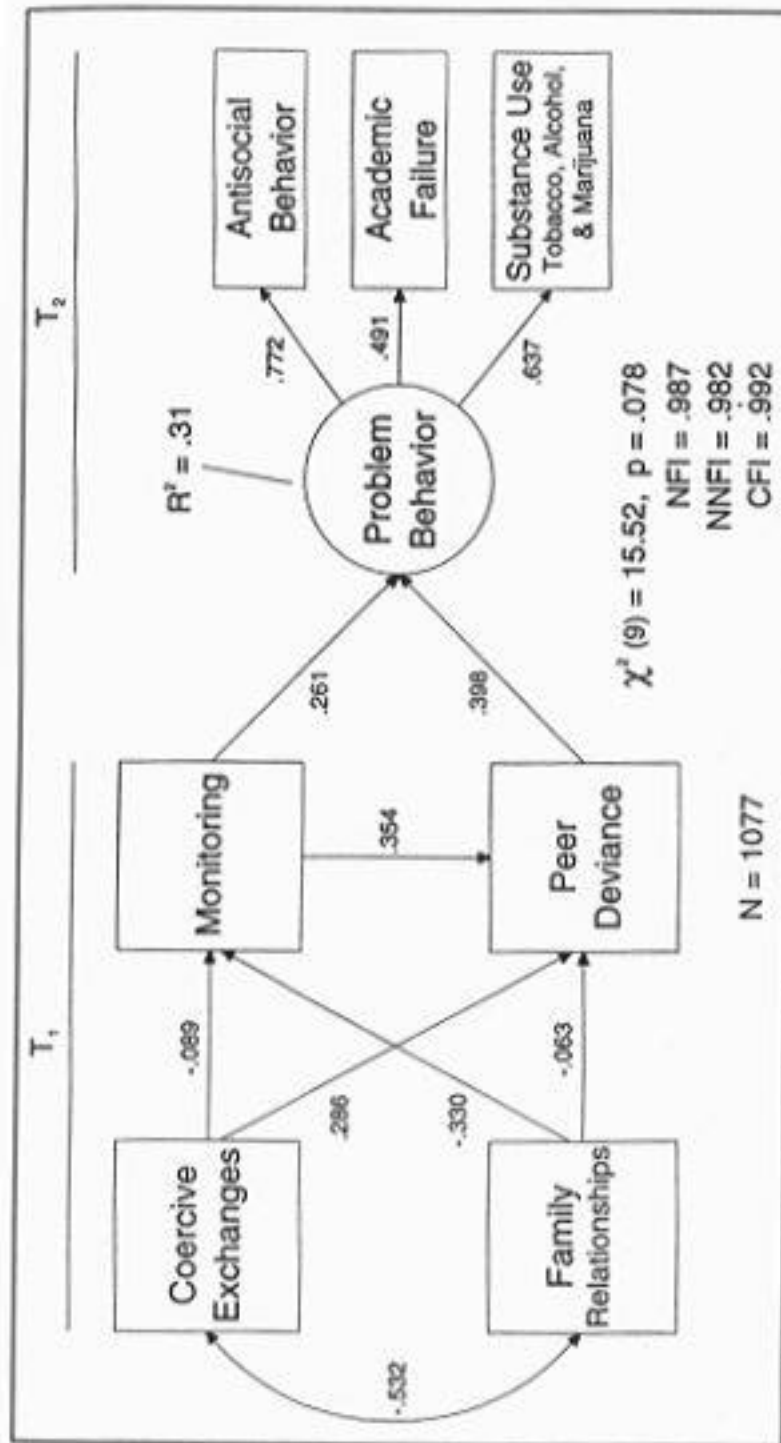 T₁
T₂
Coercive
Exchanges
Family
Relationships
-.532
-.089
.286
-.330
-.063
Monitoring
.354
Peer
Deviance
.261
.398
R² = .31
Problem
Behavior
.772
.491
.637
Antisocial
Behavior
Academic
Failure
Substance Use
Tobacco, Alcohol,
& Marijuana
N = 1077
χ² (9) = 15.52, p = .078
NFI = .987
NNFI = .982
CFI = .992